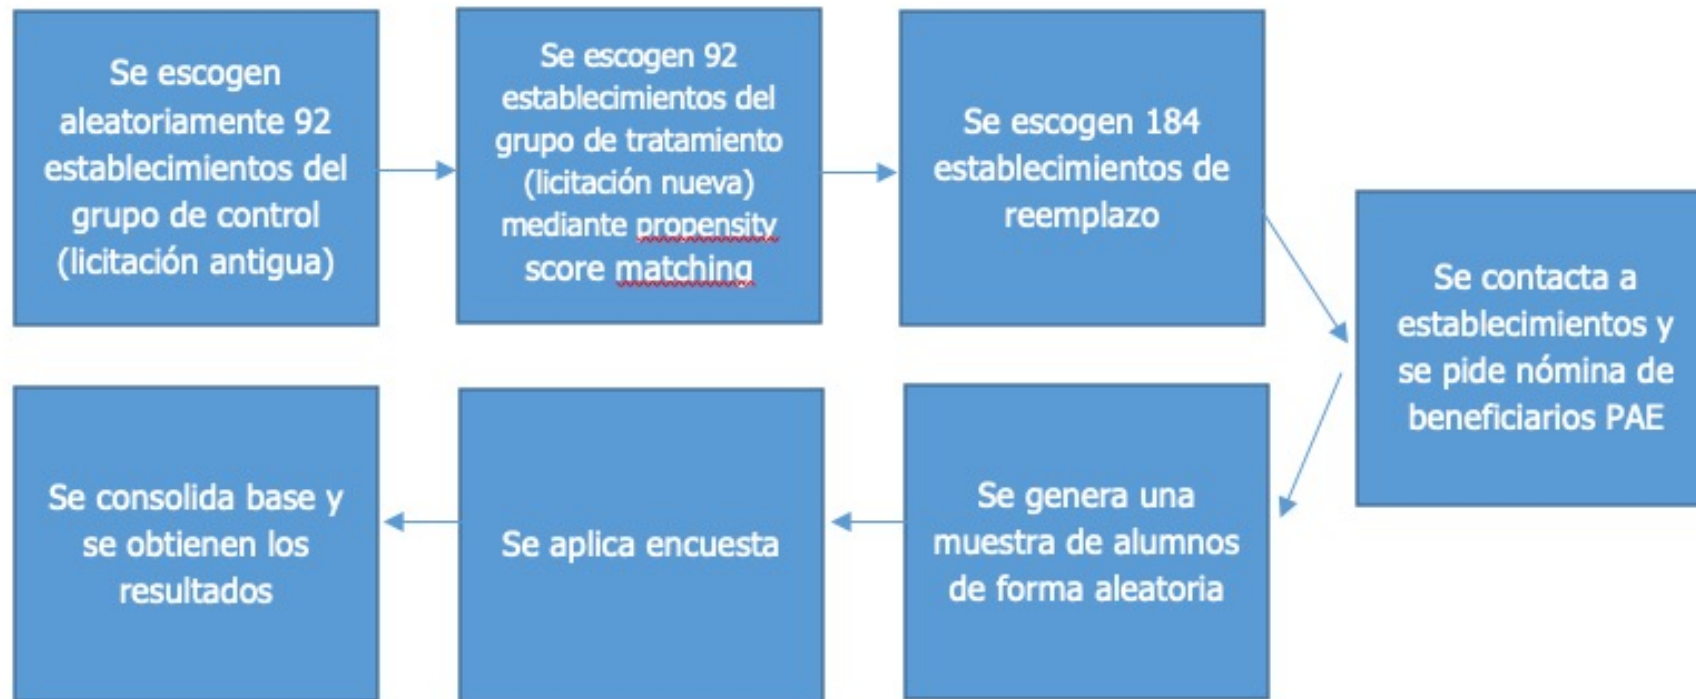 Se escogen
aleatoriamente 92
establecimientos del
grupo de control
(licitación antigua)
Se escogen 92
establecimientos del
grupo de tratamiento
(licitación nueva)
mediante propensity
score matching
Se escogen 184
establecimientos de
reemplazo
Se contacta a
establecimientos y
se pide nómina de
beneficiarios PAE
Se genera una
muestra de alumnos
de forma aleatoria
Se aplica encuesta
Se consolida base y
se obtienen los
resultados